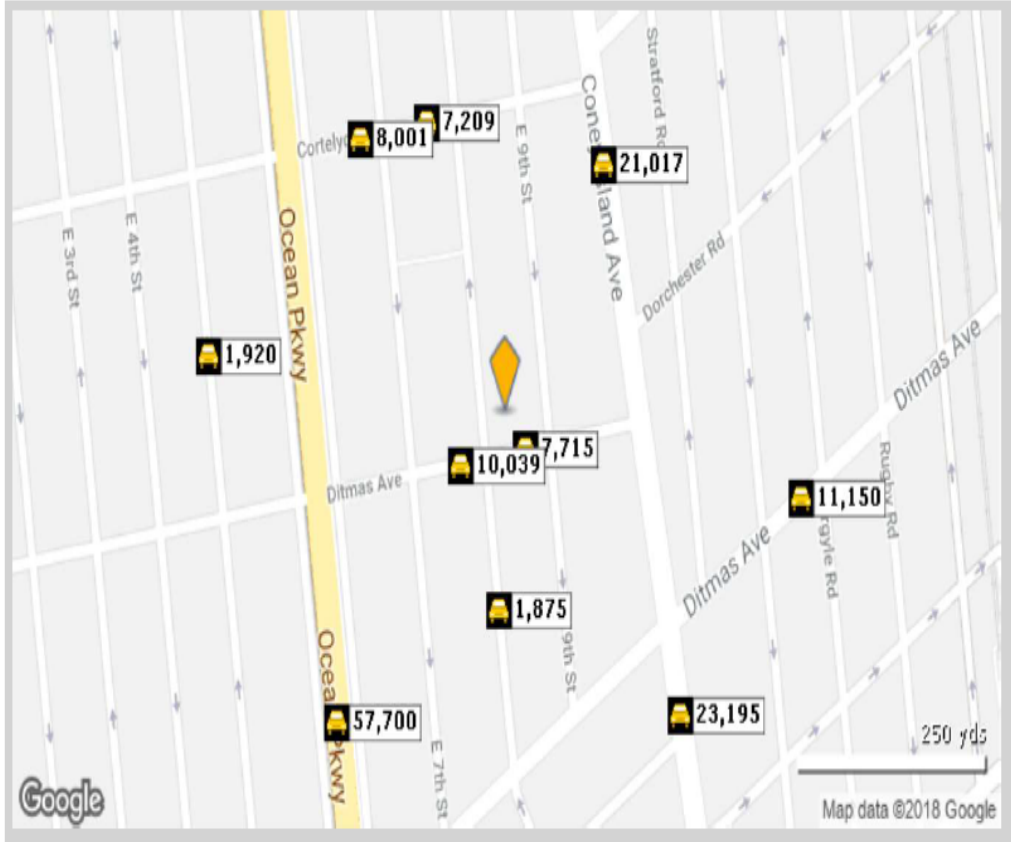 Stratford Rd
Coney Island Ave
7,209
Cortelyo
8,001
E 9th St
21,017
E 3rd St
E 4th St
Ocean Pkwy
Dorchester Rd
1,920
Ditmas Ave
7,715
10,039
Ditmas Ave
11,150
Rugby Rd
rgyle Rd
Ditmas Ave
1,875
9th St
Ocean Pkwy
57,700
23,195
E 7th St
250 yds
Google
Map data ©2018 Google